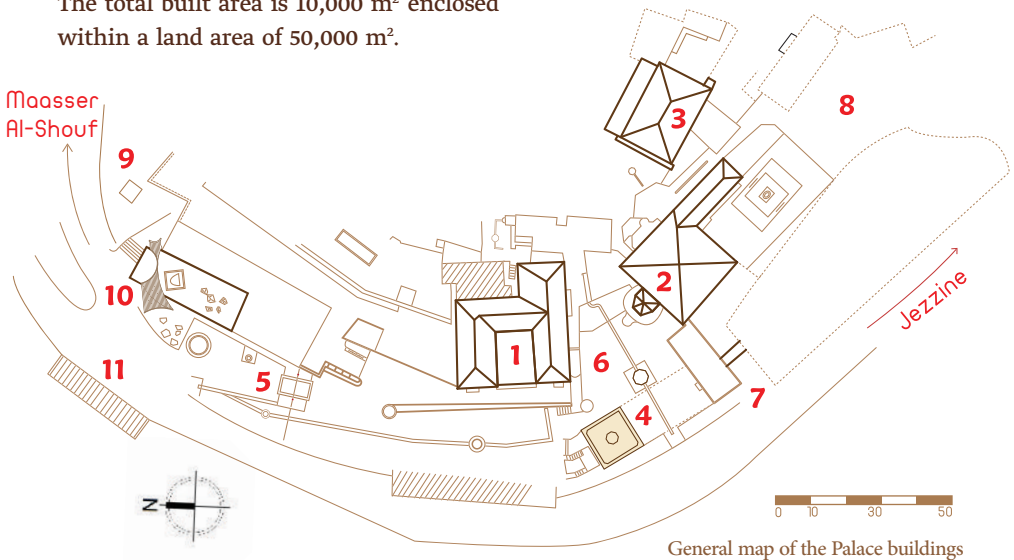 The total built area is 10,000 m² enclosed
within a land area of 50,000 m².
Maasser
Al-Shouf
9
3
8
2
10
1
6
11
5
4
7
Jezzine
N
0 10 30 50
General map of the Palace buildings